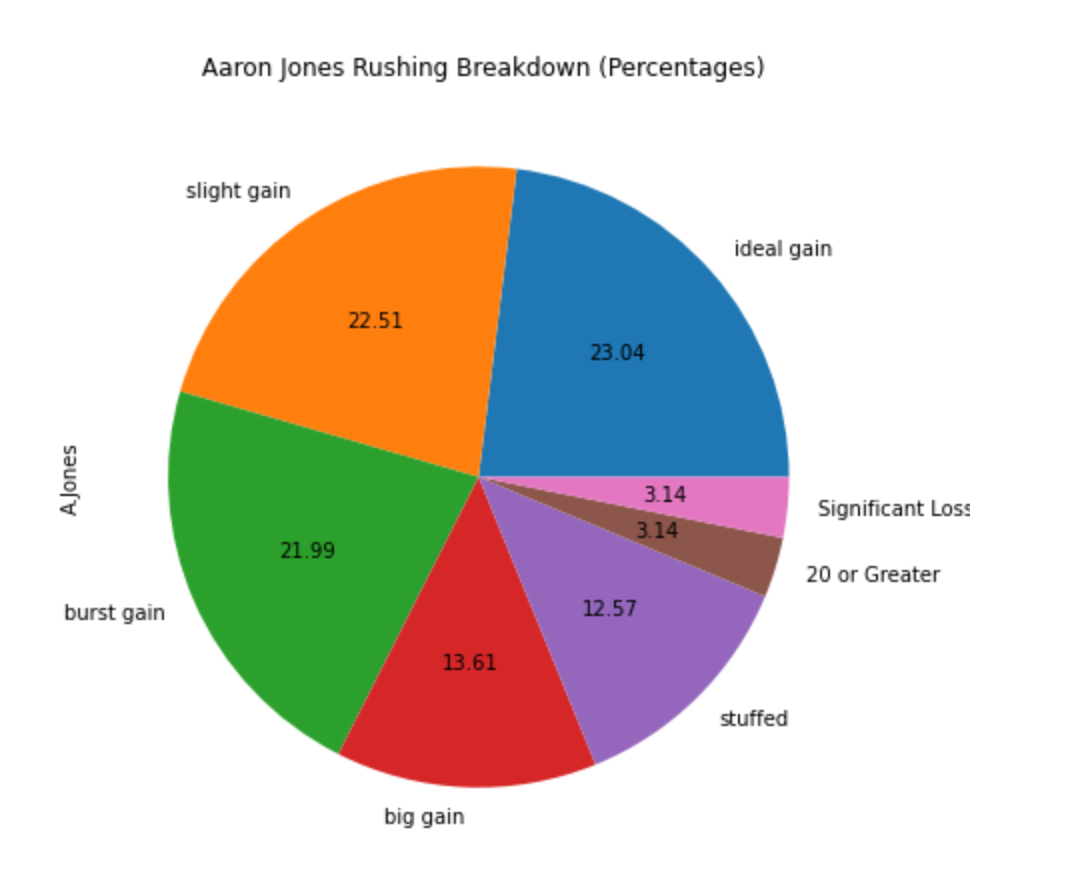 Aaron Jones Rushing Breakdown (Percentages)
slight gain
ideal gain
22.51
23.04
A.Jones
3.14
Significant Loss
3.14
21.99
20 or Greater
12.57
burst gain
13.61
stuffed
big gain